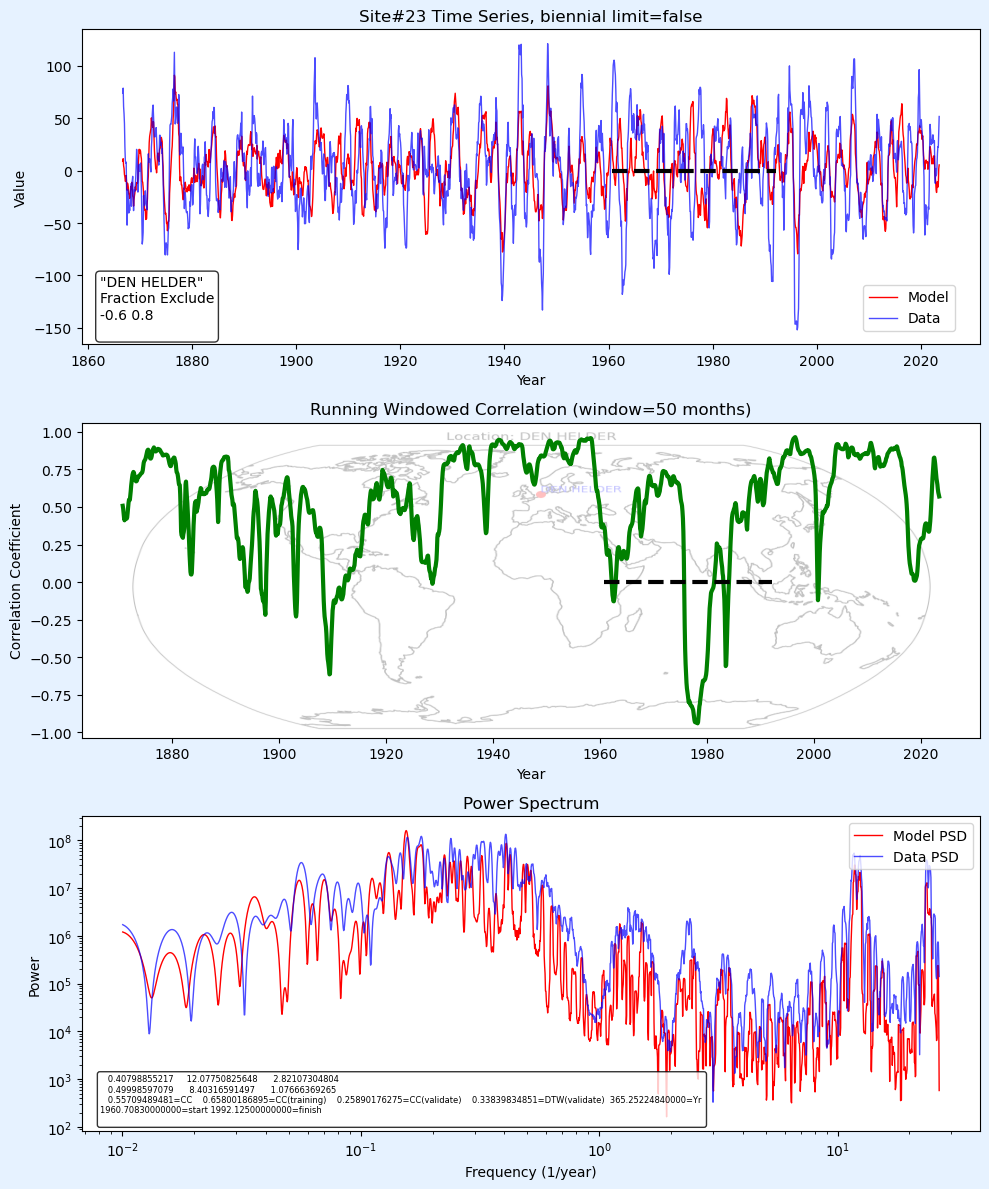 Site#23 Time Series, biennial limit=false
Value
100
50
0
−50
−100
−150
"DEN HELDER"
Fraction Exclude
-0.6 0.8
Model
Data
1860 1880 1900 1920 1940 1960 1980 2000 2020
Year
Running Windowed Correlation (window=50 months)
Correlation Coefficient
1.00
0.75
0.50
0.25
0.00
−0.25
−0.50
−0.75
−1.00
Location: DEN HELDER
DEN HELDER
1880 1900 1920 1940 1960 1980 2000 2020
Year
Power Spectrum
Power
10^8
10^7
10^6
10^5
10^4
10^3
10^2
Model PSD
Data PSD
0.40798855217 12.07750825648 2.82107304804
0.49998597079 8.40316591497 1.07666369265
0.55709489481=CC 0.65800186895=CC(training) 0.25890176275=CC(validate) 0.33839834851=DTW(validate) 365.25224840000=Yr
1960.70830000000=start 1992.12500000000=finish
10^−2 10^−1 10^0 10^1
Frequency (1/year)